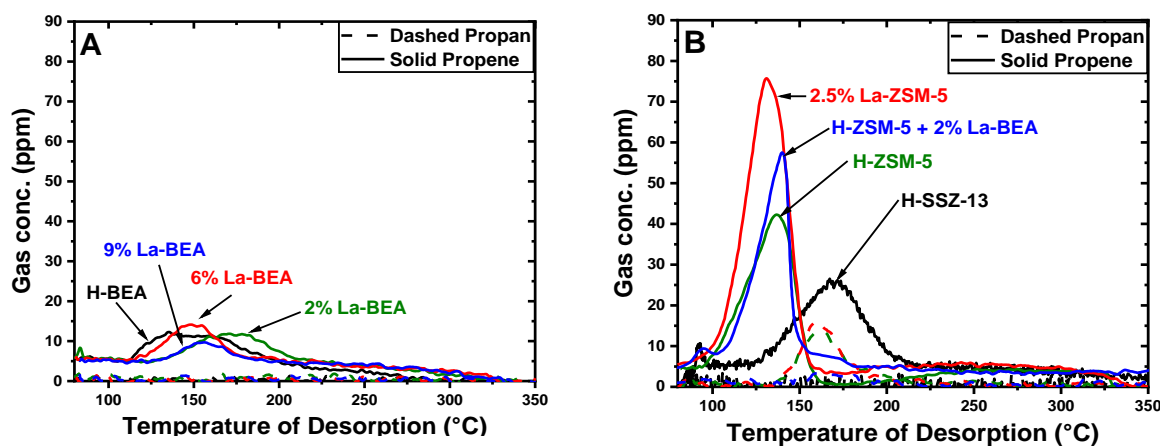 A
Dashed Propan
Solid Propene
9% La-BEA
H-BEA
6% La-BEA
2% La-BEA
Gas conc. (ppm)
90
80
70
60
50
40
30
20
10
0
100
150
200
250
300
350
Temperature of Desorption (°C)
B
Dashed Propan
Solid Propene
2.5% La-ZSM-5
H-ZSM-5 + 2% La-BEA
H-ZSM-5
H-SSZ-13
Gas conc. (ppm)
90
80
70
60
50
40
30
20
10
0
100
150
200
250
300
350
Temperature of Desorption (°C)